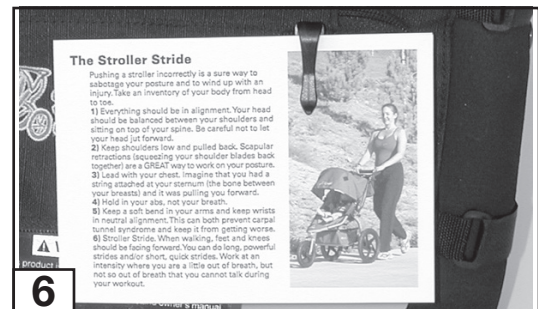 The Stroller Stride
Pushing a stroller incorrectly is a sure way to
sabotage your posture and to wind up with an
injury. Take an inventory of your body from head
to toe.
1) Everything should be in alignment. Your head
should be balanced between your shoulders and
sitting on top of your spine. Be careful not to let
your head jut forward.
2) Keep shoulders low and pulled back. Scapular
retractions (squeezing your shoulder blades back
together) are a GREAT way to work on your posture.
3) Lead with your chest. Imagine that you had a
string attached at your sternum (the bone between
your breasts) and it was pulling you forward.
4) Hold in your abs, not your breath.
5) Keep a soft bend in your arms and keep wrists
in neutral alignment. This can both prevent carpal
tunnel syndrome and keep it from getting worse.
6) Stroller Stride. When walking, feet and knees
should be facing forward. You can do long, powerful
strides and/or short, quick strides. Work at an
intensity where you are a little out of breath, but
not so out of breath that you cannot talk during
your workout.
product
owner's manual
6